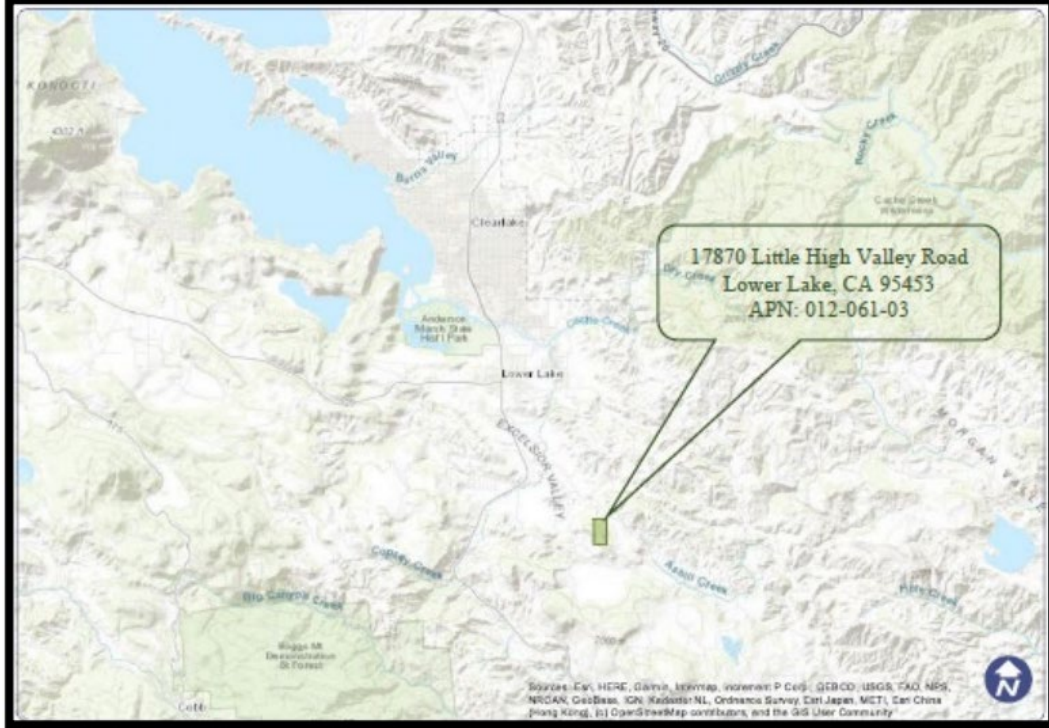 KONOCTI
Grizzly Creek
Rocky Creek
Burns Valley
Cache Creek
Wilderness
Clearlake
17870 Little High Valley Road
Lower Lake, CA 95453
APN: 012-061-03
Dry Creek
Anderson
Marsh State
Hist'l Park
Cache Creek
Lower Lake
EXCELSIOR VALLEY
MORGAN
Copsey Creek
Asbill Creek
Big Canyon Creek
Boggs Mt
Demonstration
St Forest
Cobb
Sources: Esri, HERE, Garmin, Intermap, increment P Corp., GEBCO, USGS, FAO, NPS,
NRCAN, GeoBase, IGN, Kadaster NL, Ordnance Survey, Esri Japan, METI, Esri China
(Hong Kong), (c) OpenStreetMap contributors, and the GIS User Community
N